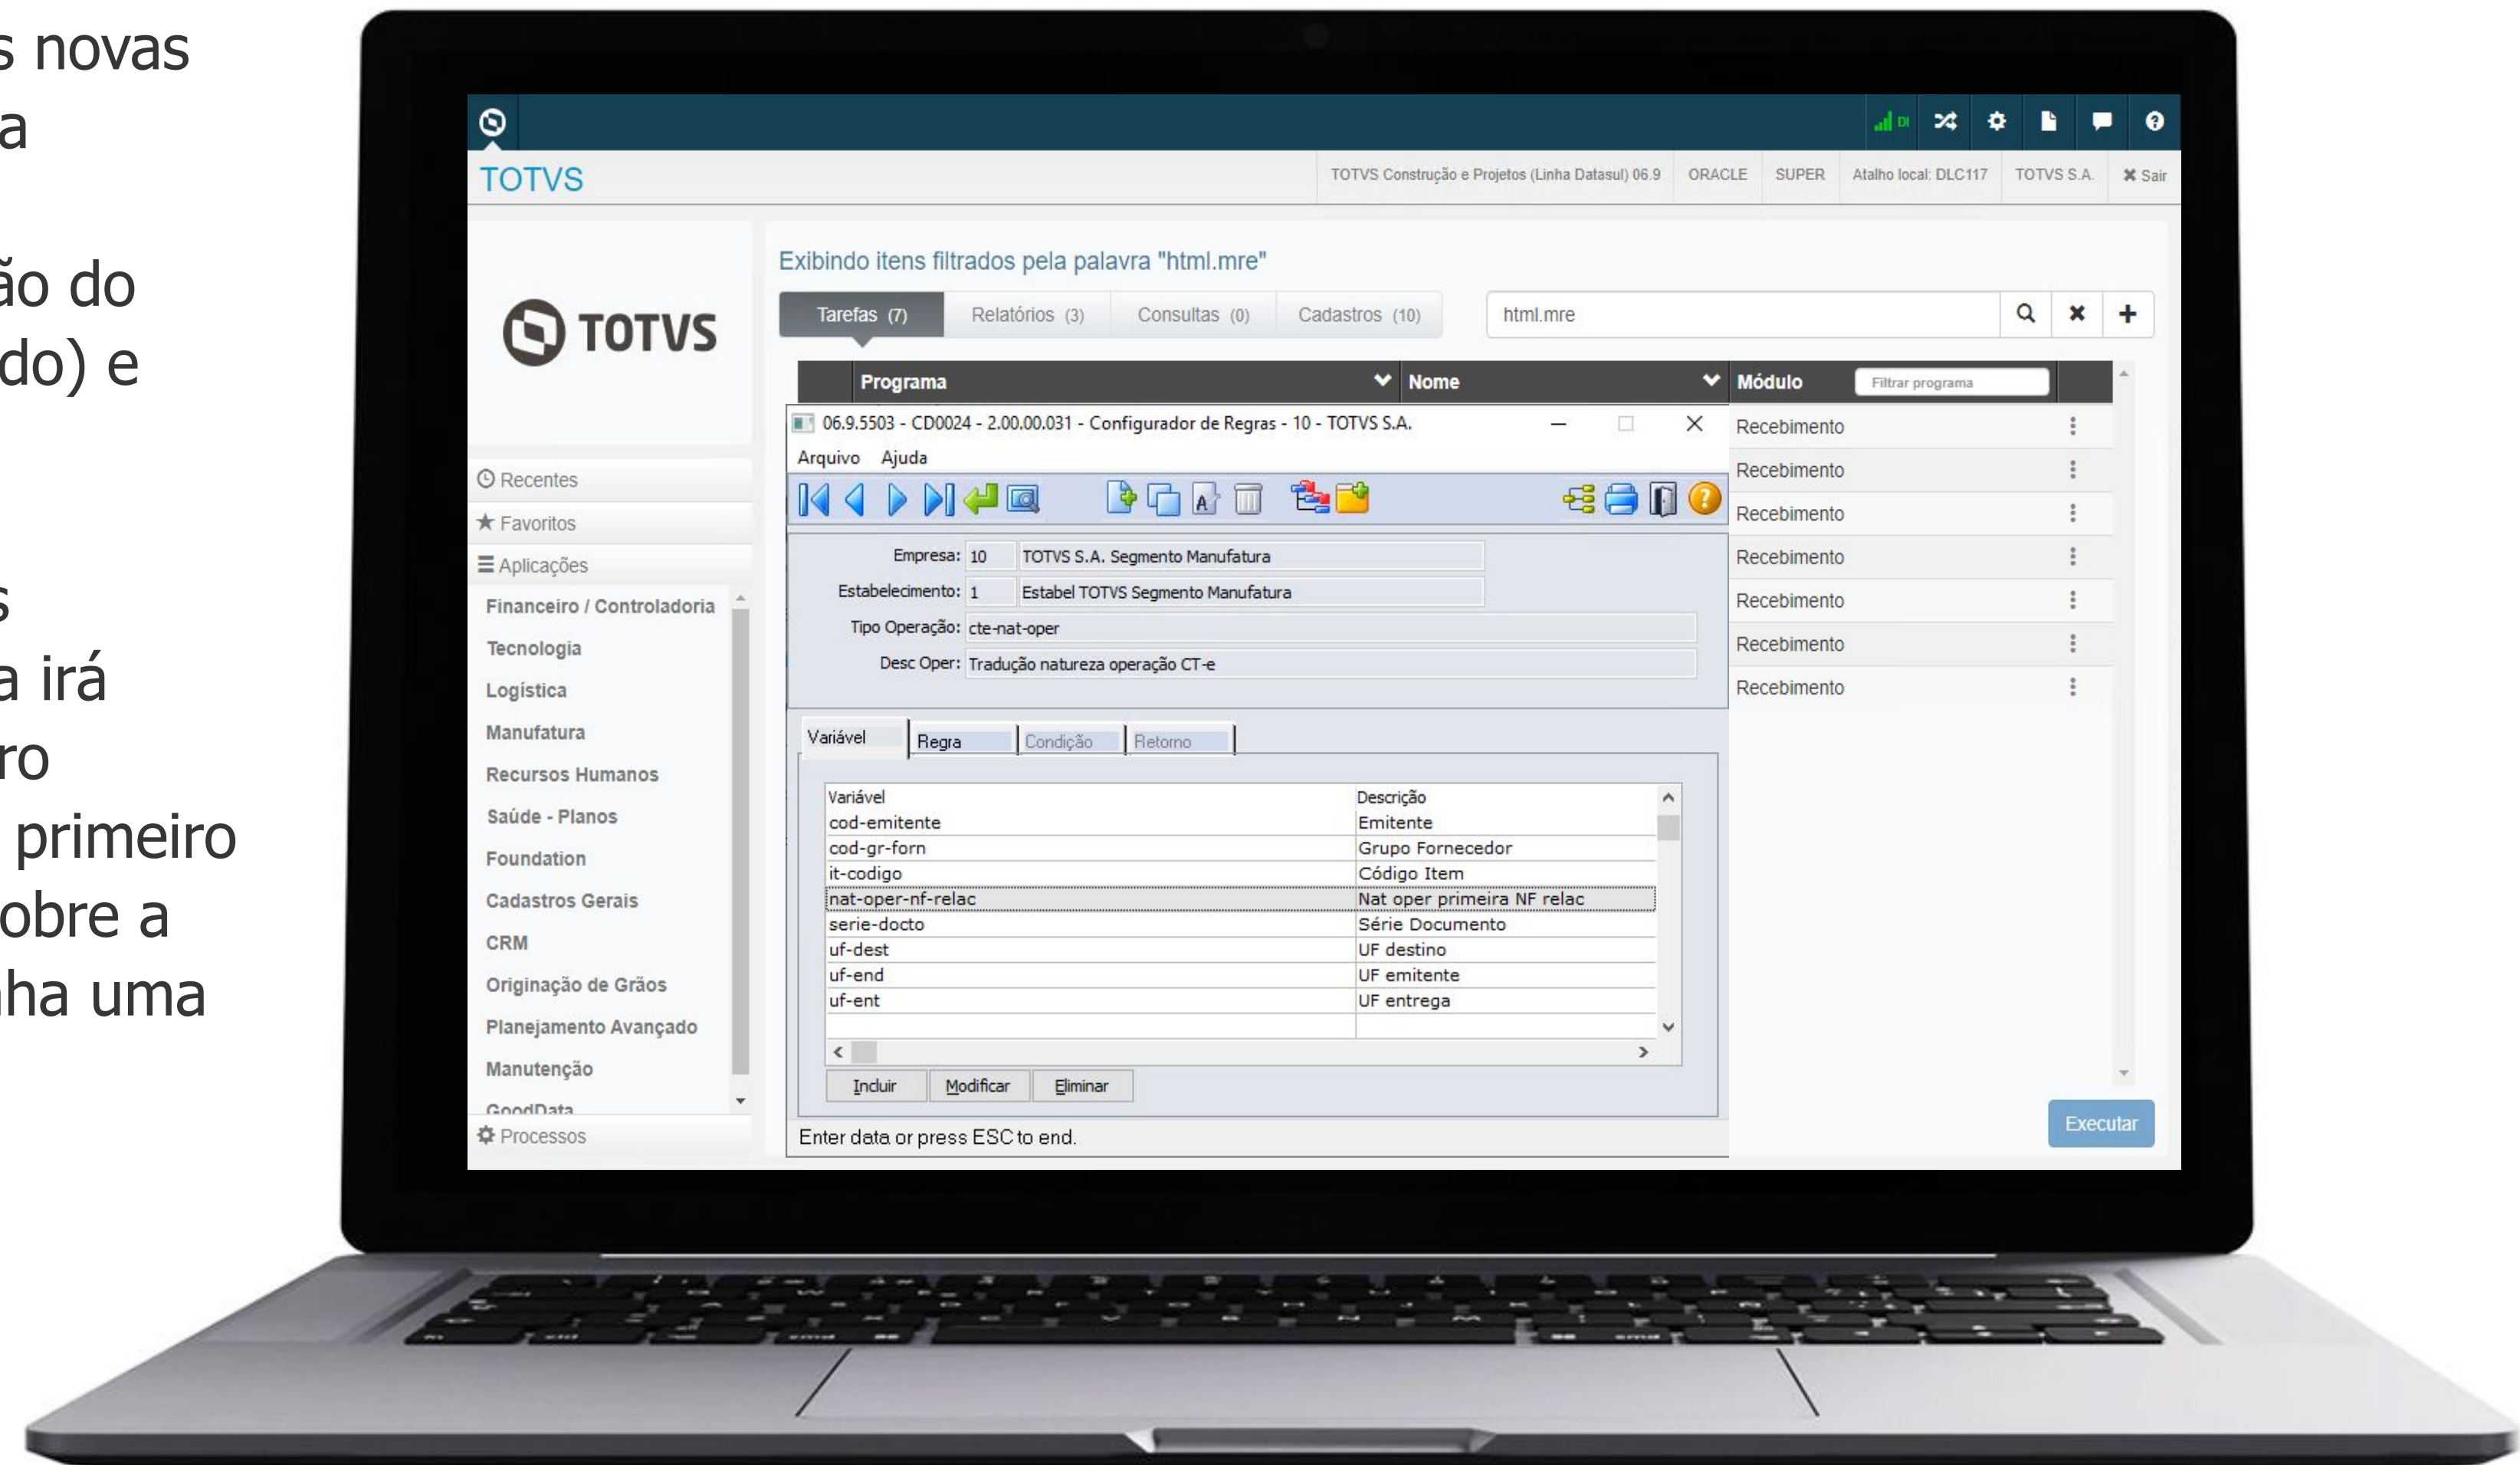 s novas
a
ão do
do) e
s
a irá
ro
primeiro
obre a
nha uma
DI
TOTVS
TOTVS Construção e Projetos (Linha Datasul) 06.9 ORACLE SUPER Atalho local: DLC117 TOTVS S.A. Sair
TOTVS
Recentes
Favoritos
Aplicações
Financeiro / Controladoria
Tecnologia
Logística
Manufatura
Recursos Humanos
Saúde - Planos
Foundation
Cadastros Gerais
CRM
Originação de Grãos
Planejamento Avançado
Manutenção
GoodData
Processos
Exibindo itens filtrados pela palavra "html.mre"
Tarefas (7) Relatórios (3) Consultas (0) Cadastros (10) html.mre
Programa Nome Módulo Filtrar programa
Recebimento
Recebimento
Recebimento
Recebimento
Recebimento
Recebimento
Recebimento
06.9.5503 - CD0024 - 2.00.00.031 - Configurador de Regras - 10 - TOTVS S.A.
Arquivo Ajuda
Empresa: 10 TOTVS S.A. Segmento Manufatura
Estabelecimento: 1 Estabel TOTVS Segmento Manufatura
Tipo Operação: cte-nat-oper
Desc Oper: Tradução natureza operação CT-e
Variável Regra Condição Retorno
Variável Descrição
cod-emitente Emitente
cod-gr-forn Grupo Fornecedor
it-codigo Código Item
nat-oper-nf-relac Nat oper primeira NF relac
serie-docto Série Documento
uf-dest UF destino
uf-end UF emitente
uf-ent UF entrega
Incluir Modificar Eliminar
Enter data or press ESC to end.
Executar